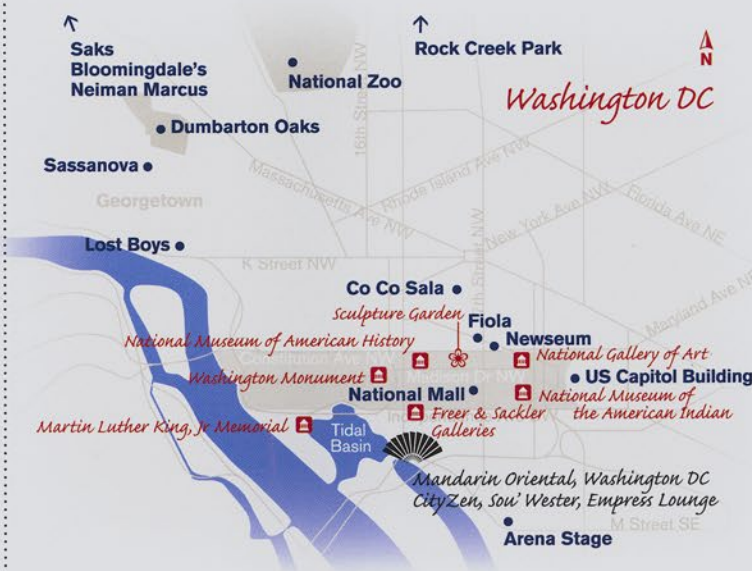 Saks
Bloomingdale's
Neiman Marcus
Rock Creek Park
N
National Zoo
Washington DC
16th Street NW
Dumbarton Oaks
Sassanova
Massachusetts Ave NW
Rhode Island Ave NW
Georgetown
New York Ave NW
Florida Ave NE
Lost Boys
K Street NW
Co Co Sala
Sculpture Garden
Fiola
Maryland Ave
National Museum of American History
Newseum
Constitution Ave NW
National Gallery of Art
Washington Monument
Madison Dr NW
US Capitol Building
National Mall
National Museum of
the American Indian
Freer & Sackler
Galleries
Martin Luther King, Jr Memorial
Tidal
Basin
Mandarin Oriental, Washington DC
CityZen, Sou' Wester, Empress Lounge
M Street SE
Arena Stage